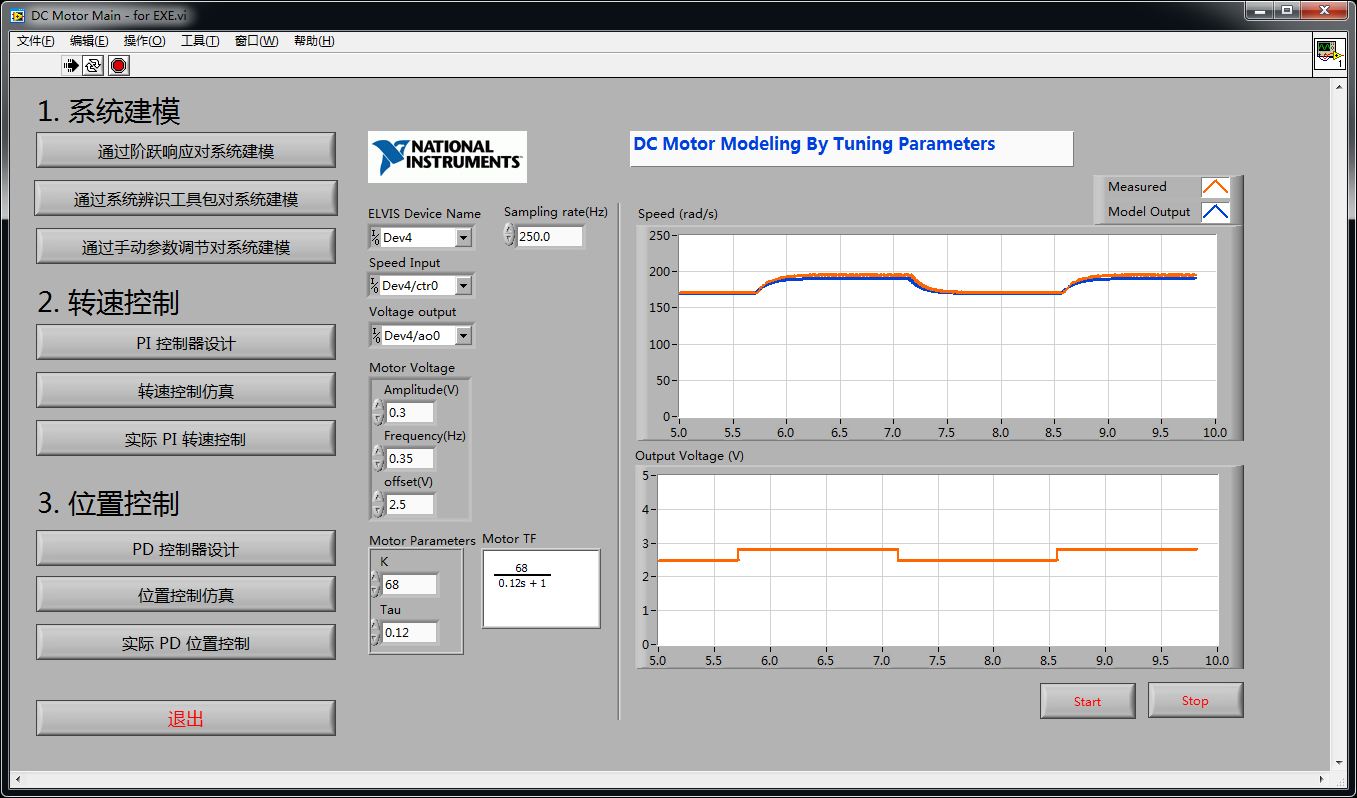 DC Motor Main - for EXE.vi
文件(F) 编辑(E) 操作(O) 工具(T) 窗口(W) 帮助(H)
1
1. 系统建模
通过阶跃响应对系统建模
通过系统辨识工具包对系统建模
通过手动参数调节对系统建模
2. 转速控制
PI 控制器设计
转速控制仿真
实际 PI 转速控制
3. 位置控制
PD 控制器设计
位置控制仿真
实际 PD 位置控制
退出
NATIONAL
INSTRUMENTS™
ELVIS Device Name
Dev4
Sampling rate(Hz)
250.0
Speed Input
Dev4/ctr0
Voltage output
Dev4/ao0
Motor Voltage
Amplitude(V)
0.3
Frequency(Hz)
0.35
offset(V)
2.5
Motor Parameters
K
68
Tau
0.12
Motor TF
68
0.12s + 1
DC Motor Modeling By Tuning Parameters
Measured
Model Output
Speed (rad/s)
250
200
150
100
50
0
5.0 5.5 6.0 6.5 7.0 7.5 8.0 8.5 9.0 9.5 10.0
Output Voltage (V)
5
4
3
2
1
0
5.0 5.5 6.0 6.5 7.0 7.5 8.0 8.5 9.0 9.5 10.0
Start Stop